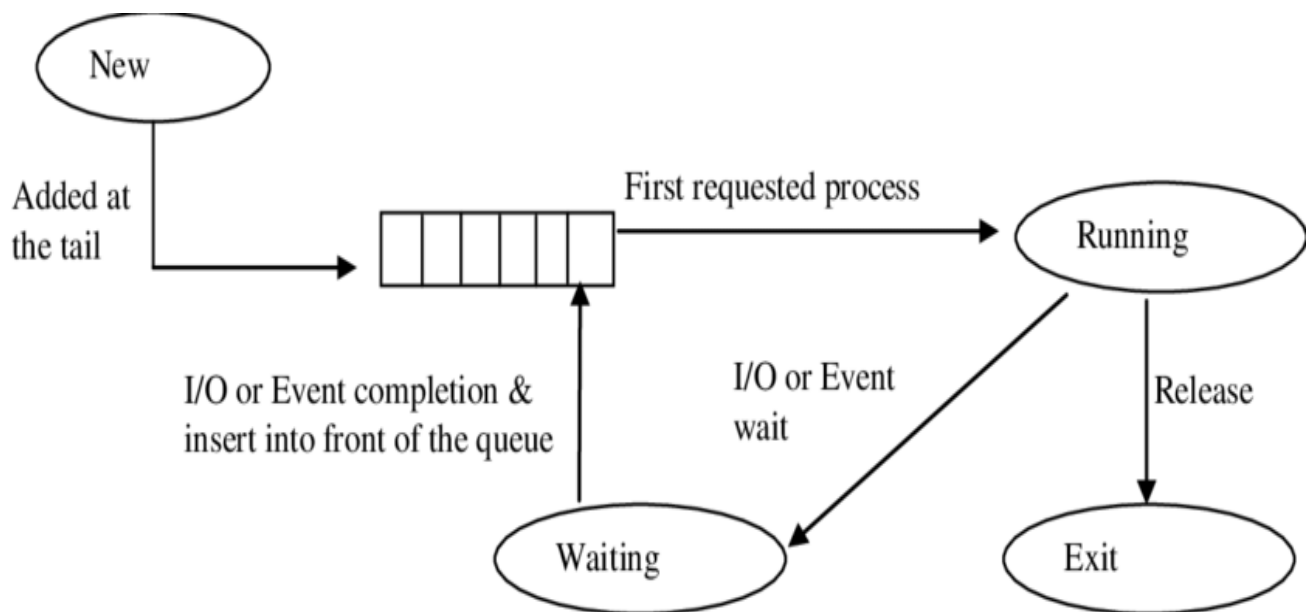 New
Added at
the tail
First requested process
Running
I/O or Event completion &
insert into front of the queue
I/O or Event
wait
Release
Waiting
Exit